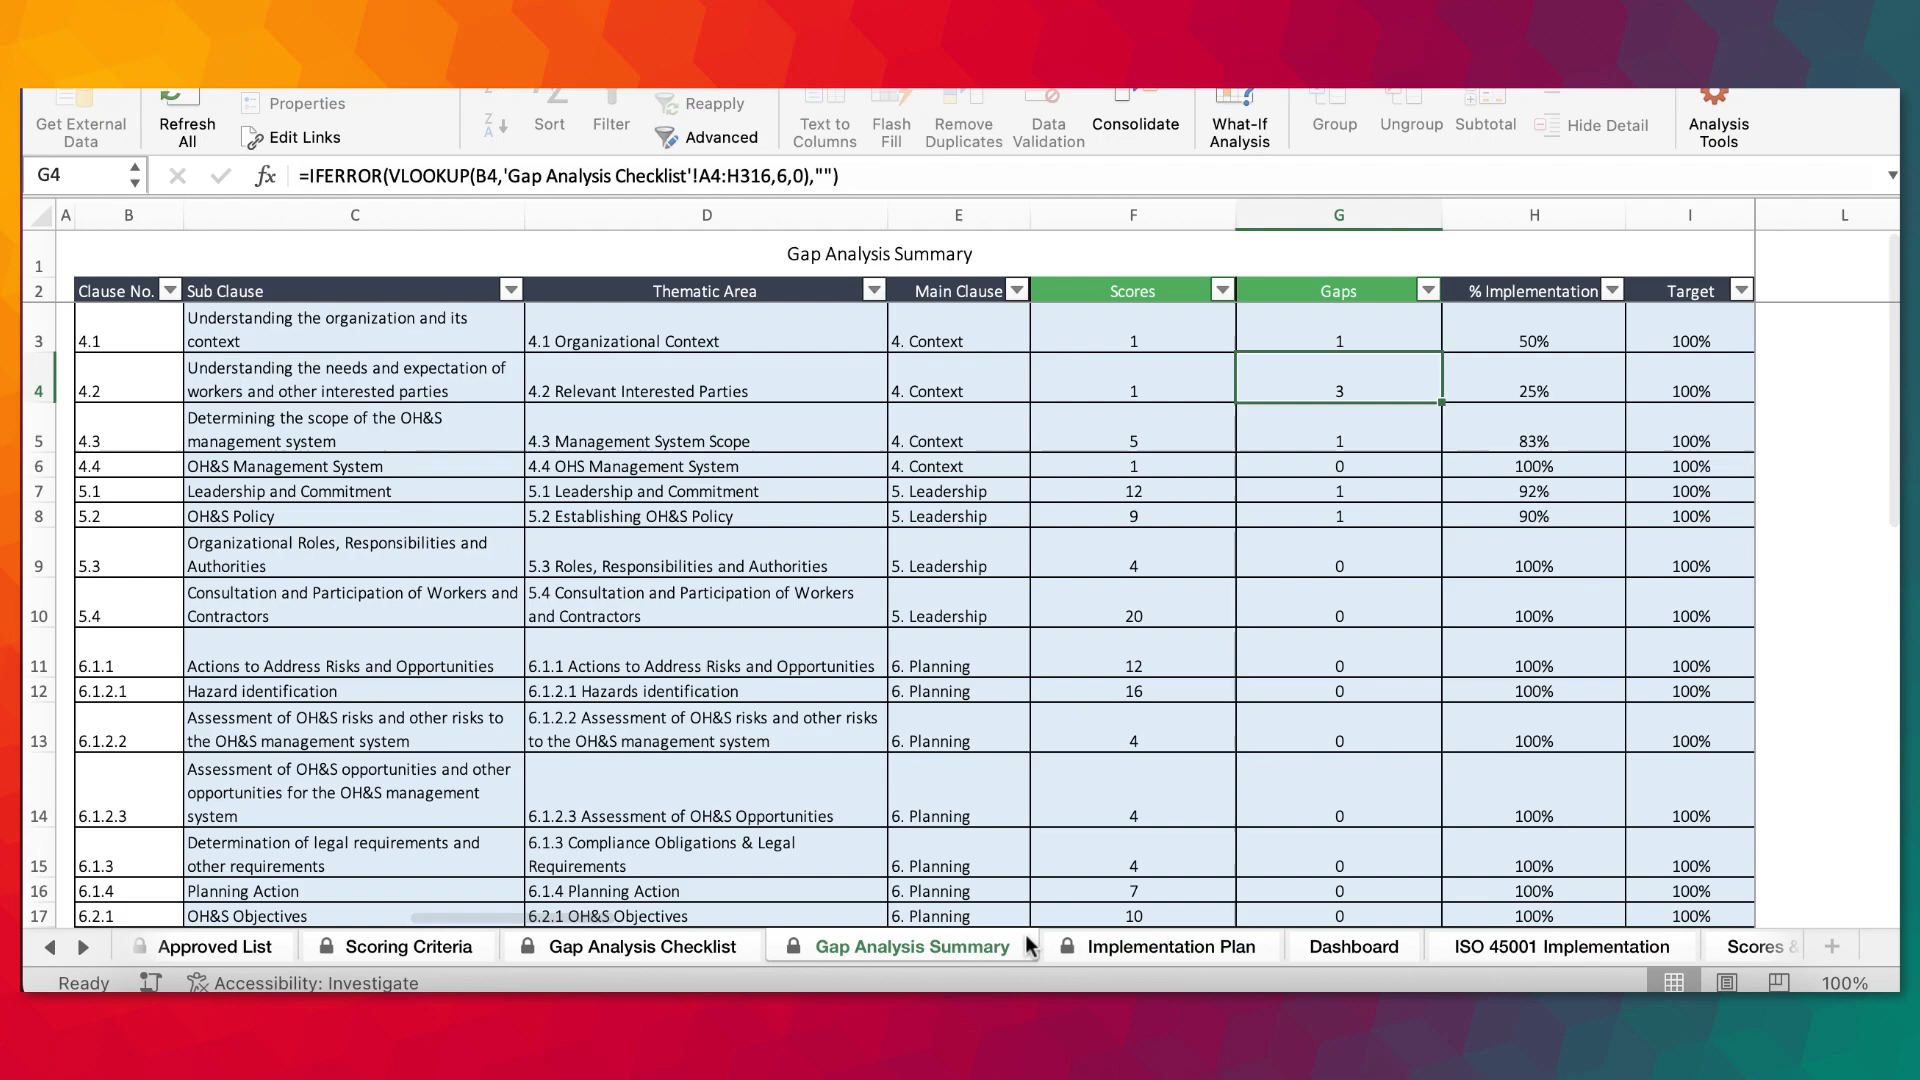 Get External
Data
Refresh
All
Properties
Edit Links
Z
A
Sort
Filter
Reapply
Advanced
Text to
Columns
Flash
Fill
Remove
Duplicates
Data
Validation
Consolidate
What-If
Analysis
Group
Ungroup
Subtotal
Hide Detail
Analysis
Tools
G4
fx
=IFERROR(VLOOKUP(B4,'Gap Analysis Checklist'!A4:H316,6,0),"")
A B C D E F G H I L
1 Gap Analysis Summary
2 Clause No. Sub Clause Thematic Area Main Clause Scores Gaps % Implementation Target
Understanding the organization and its
3 4.1 context 4.1 Organizational Context 4. Context 1 1 50% 100%
Understanding the needs and expectation of
4 4.2 workers and other interested parties 4.2 Relevant Interested Parties 4. Context 1 3 25% 100%
Determining the scope of the OH&S
5 4.3 management system 4.3 Management System Scope 4. Context 5 1 83% 100%
6 4.4 OH&S Management System 4.4 OHS Management System 4. Context 1 0 100% 100%
7 5.1 Leadership and Commitment 5.1 Leadership and Commitment 5. Leadership 12 1 92% 100%
8 5.2 OH&S Policy 5.2 Establishing OH&S Policy 5. Leadership 9 1 90% 100%
Organizational Roles, Responsibilities and
9 5.3 Authorities 5.3 Roles, Responsibilities and Authorities 5. Leadership 4 0 100% 100%
Consultation and Participation of Workers and 5.4 Consultation and Participation of Workers
10 5.4 Contractors and Contractors 5. Leadership 20 0 100% 100%
11 6.1.1 Actions to Address Risks and Opportunities 6.1.1 Actions to Address Risks and Opportunities 6. Planning 12 0 100% 100%
12 6.1.2.1 Hazard identification 6.1.2.1 Hazards identification 6. Planning 16 0 100% 100%
Assessment of OH&S risks and other risks to 6.1.2.2 Assessment of OH&S risks and other risks
13 6.1.2.2 the OH&S management system to the OH&S management system 6. Planning 4 0 100% 100%
Assessment of OH&S opportunities and other
opportunities for the OH&S management
14 6.1.2.3 system 6.1.2.3 Assessment of OH&S Opportunities 6. Planning 4 0 100% 100%
Determination of legal requirements and 6.1.3 Compliance Obligations & Legal
15 6.1.3 other requirements Requirements 6. Planning 4 0 100% 100%
16 6.1.4 Planning Action 6.1.4 Planning Action 6. Planning 7 0 100% 100%
17 6.2.1 OH&S Objectives 6.2.1 OH&S Objectives 6. Planning 10 0 100% 100%
Approved List Scoring Criteria Gap Analysis Checklist Gap Analysis Summary Implementation Plan Dashboard ISO 45001 Implementation Scores &
Ready Accessibility: Investigate 100%